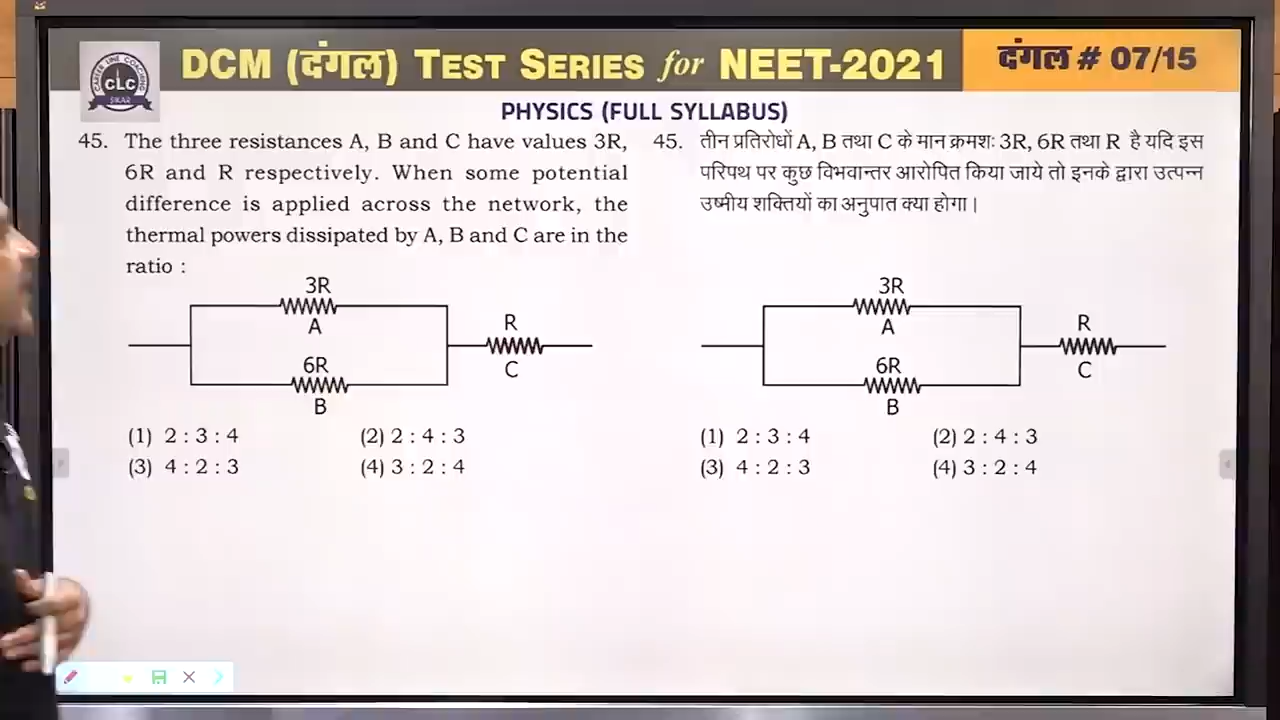 DCM (दंगल) TEST SERIES for NEET-2021
दंगल # 07/15
CAREER LINE COACHING
CLC
SIKAR
PHYSICS (FULL SYLLABUS)
45. The three resistances A, B and C have values 3R,
6R and R respectively. When some potential
difference is applied across the network, the
thermal powers dissipated by A, B and C are in the
ratio :
3R
A
6R
B
R
C
(1) 2 : 3 : 4 (2) 2 : 4 : 3
(3) 4 : 2 : 3 (4) 3 : 2 : 4
45. तीन प्रतिरोधों A, B तथा C के मान क्रमशः 3R, 6R तथा R है यदि इस
परिपथ पर कुछ विभवान्तर आरोपित किया जाये तो इनके द्वारा उत्पन्न
उष्मीय शक्तियों का अनुपात क्या होगा।
3R
A
6R
B
R
C
(1) 2 : 3 : 4 (2) 2 : 4 : 3
(3) 4 : 2 : 3 (4) 3 : 2 : 4